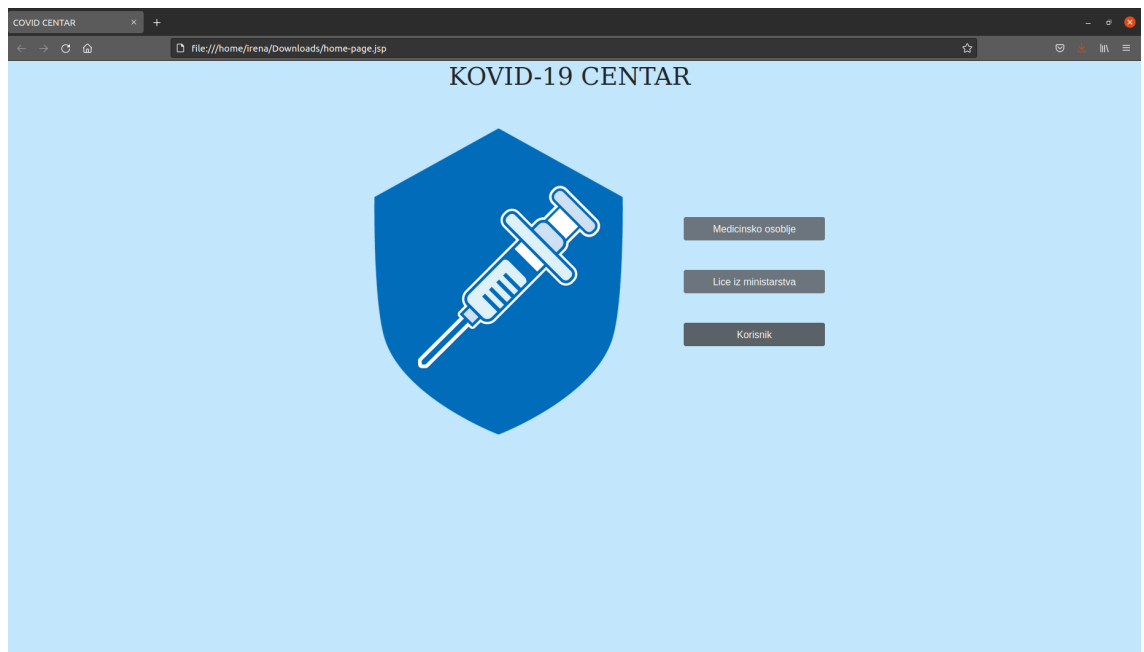 COVID CENTAR
file:///home/irena/Downloads/home-page.jsp
KOVID-19 CENTAR
Medicinsko osoblje
Lice iz ministarstva
Korisnik